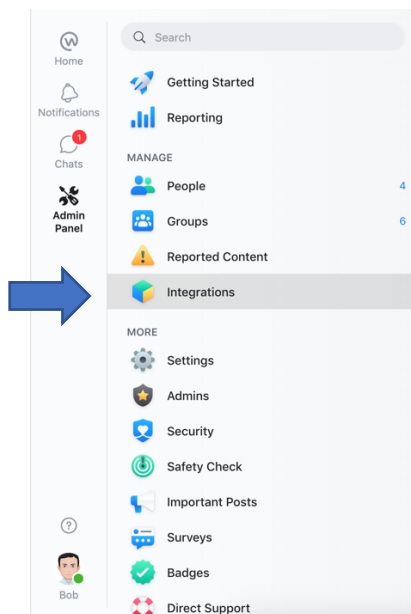 Home
Notifications
1
Chats
Admin
Panel
?
Bob
Search
Getting Started
Reporting
MANAGE
People 4
Groups 6
Reported Content
Integrations
MORE
Settings
Admins
Security
Safety Check
Important Posts
Surveys
Badges
Direct Support